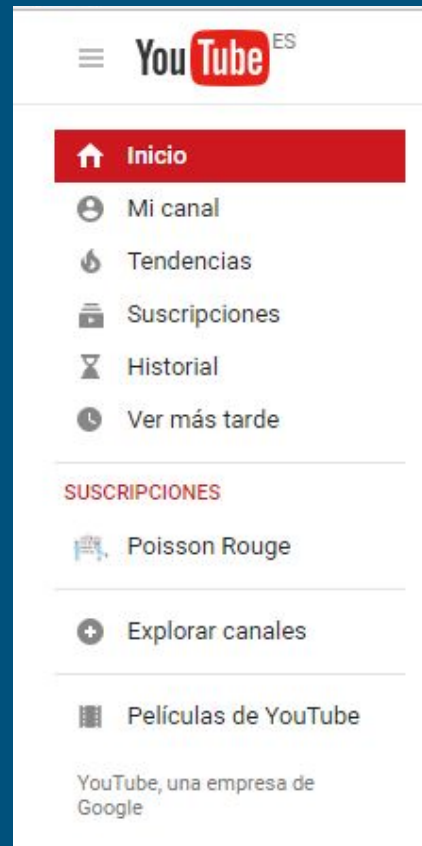 YouTube ES
Inicio
Mi canal
Tendencias
Suscripciones
Historial
Ver más tarde
SUSCRIPCIONES
Poisson Rouge
Explorar canales
Películas de YouTube
YouTube, una empresa de
Google